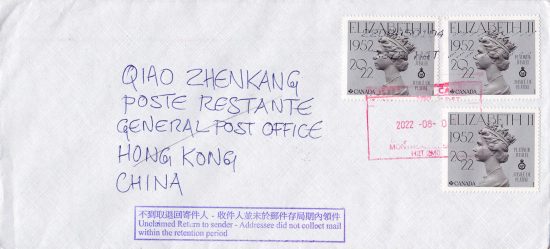 QIAO ZHENKANG
POSTE RESTANTE
GENERAL POST OFFICE
HONG KONG
CHINA
不到取退回寄件人 - 收件人並未於郵件存局期內領件
Unclaimed Return to sender - Addressee did not collect mail
within the retention period
ELIZABETH II
1952
2022
CANADA
ELIZABETH II
1952
2022
CANADA
2022 -08- 0
ELIZABETH II
1952
2022
CANADA